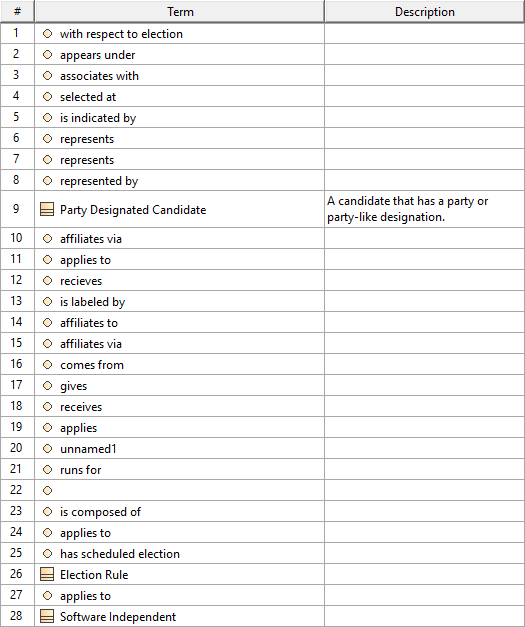 # Term Description
1 with respect to election
2 appears under
3 associates with
4 selected at
5 is indicated by
6 represents
7 represents
8 represented by
9 Party Designated Candidate A candidate that has a party or
party-like designation.
10 affiliates via
11 applies to
12 recieves
13 is labeled by
14 affiliates to
15 affiliates via
16 comes from
17 gives
18 receives
19 applies
20 unnamed1
21 runs for
22
23 is composed of
24 applies to
25 has scheduled election
26 Election Rule
27 applies to
28 Software Independent